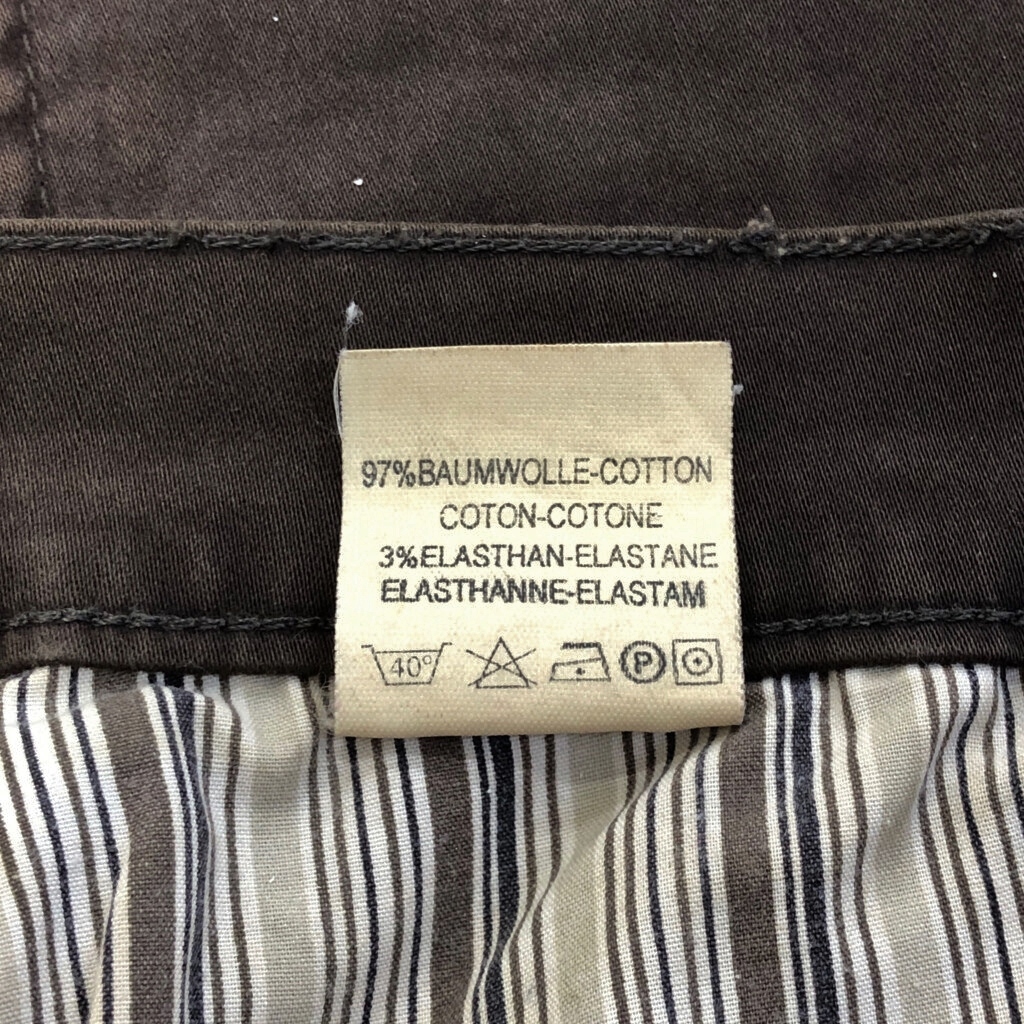 97%BAUMWOLLE-COTTON
COTON-COTONE
3%ELASTHAN-ELASTANE
ELASTHANNE-ELASTAM
40° P